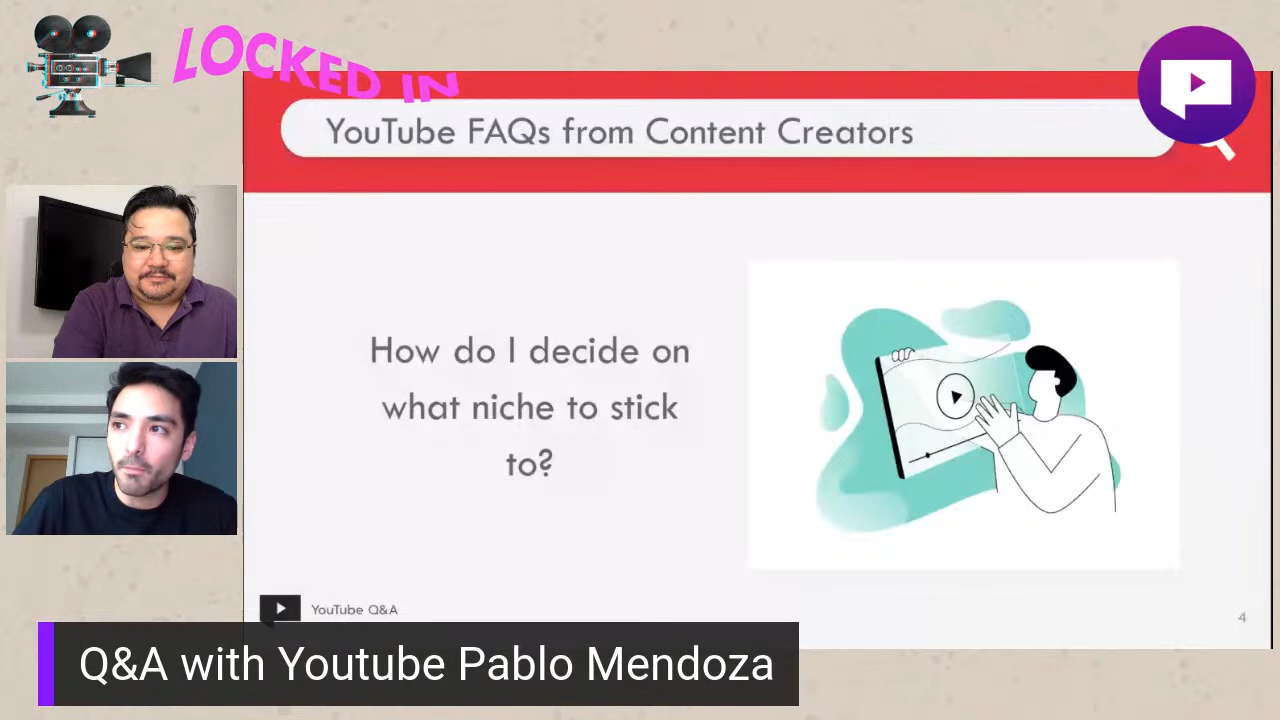 LOCKED IN
YouTube FAQs from Content Creators
How do I decide on
what niche to stick
to?
YouTube Q&A
4
Q&A with Youtube Pablo Mendoza